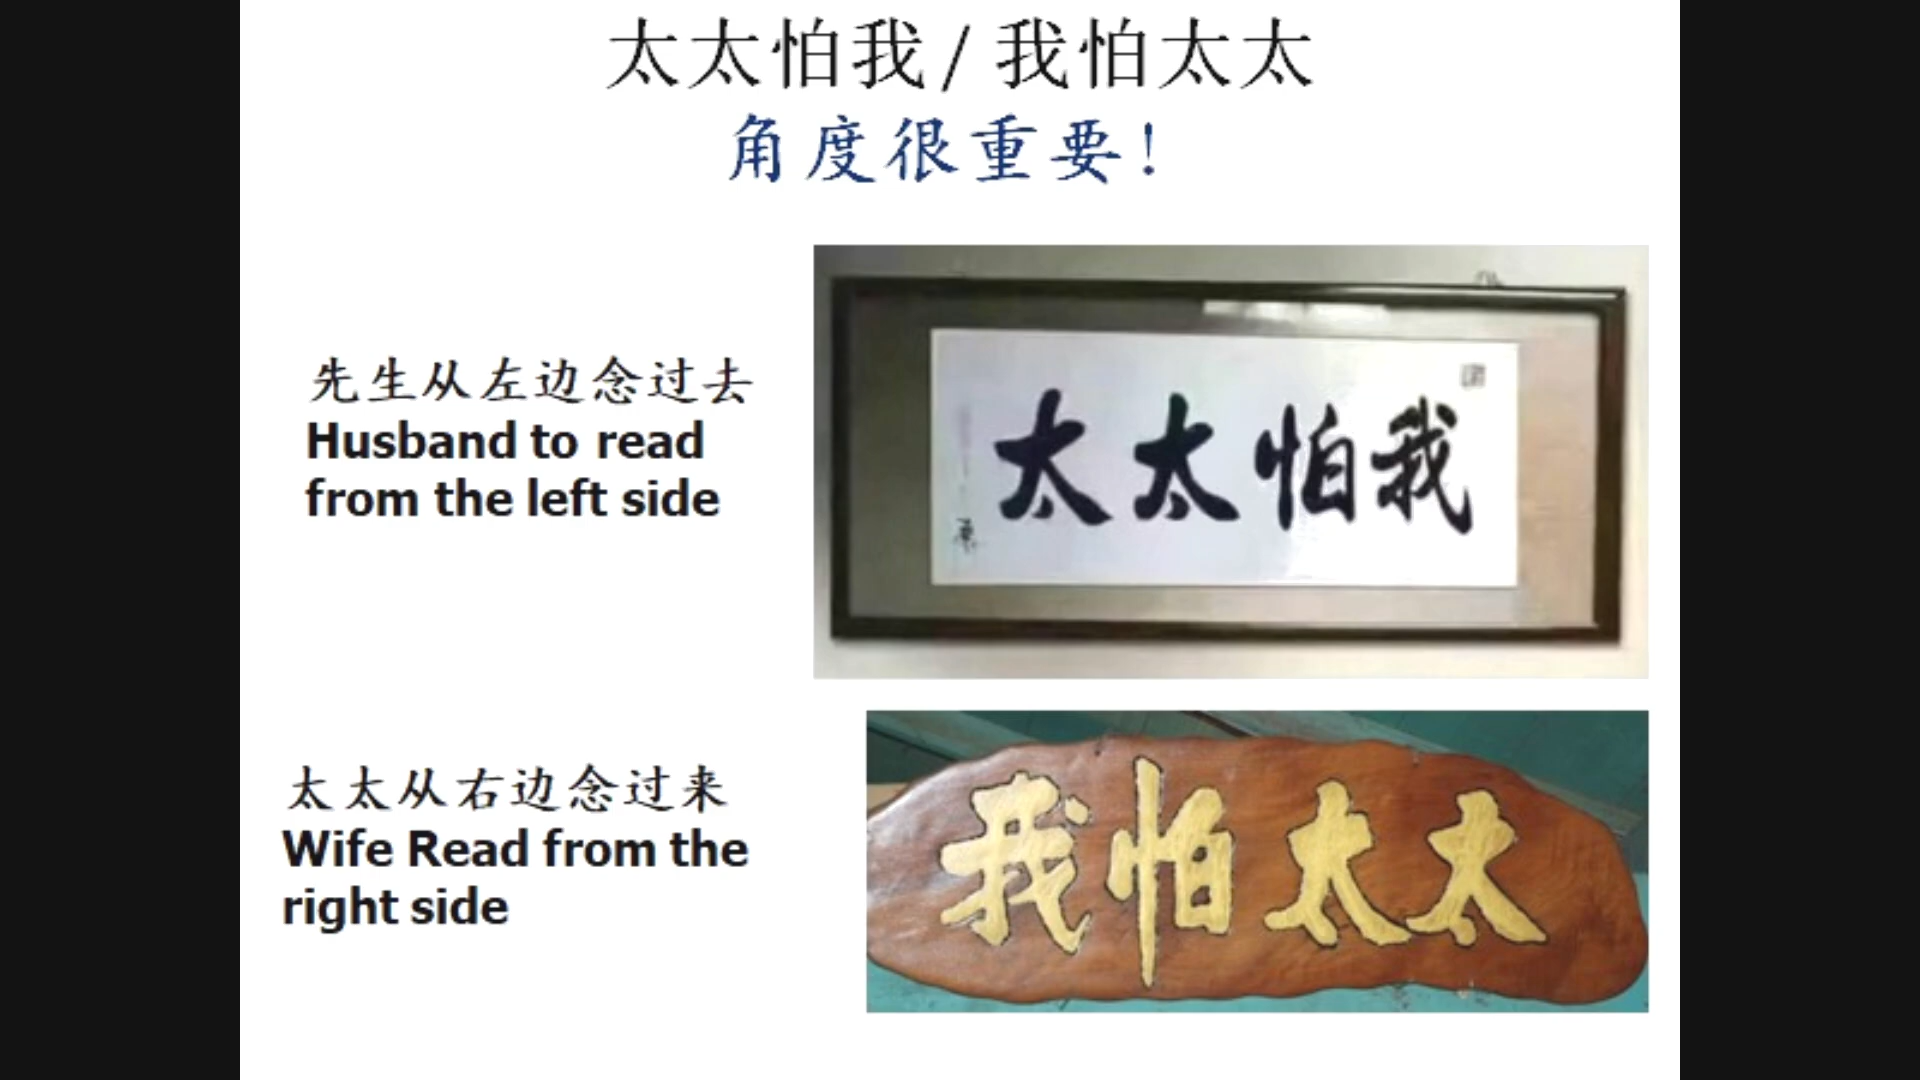 太太怕我/我怕太太
角度很重要!
先生从左边念过去
Husband to read
from the left side
太太怕我
太太从右边念过来
Wife Read from the
right side
我怕太太